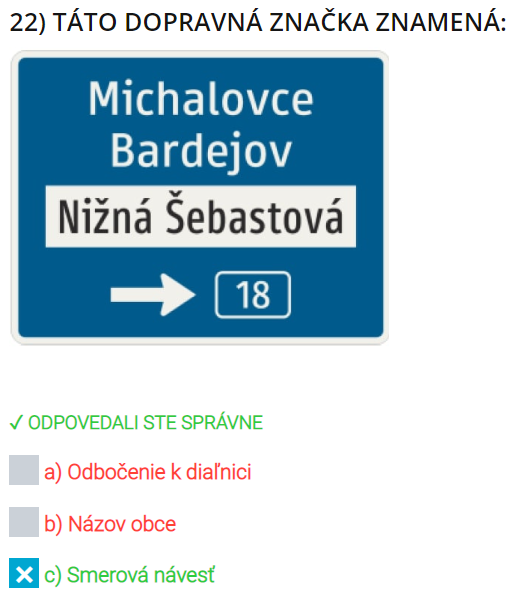 22) TÁTO DOPRAVNÁ ZNAČKA ZNAMENÁ:
Michalovce
Bardejov
Nižná Šebastová
18
✓ ODPOVEDALI STE SPRÁVNE
a) Odbočenie k diaľnici
b) Názov obce
c) Smerová návesť